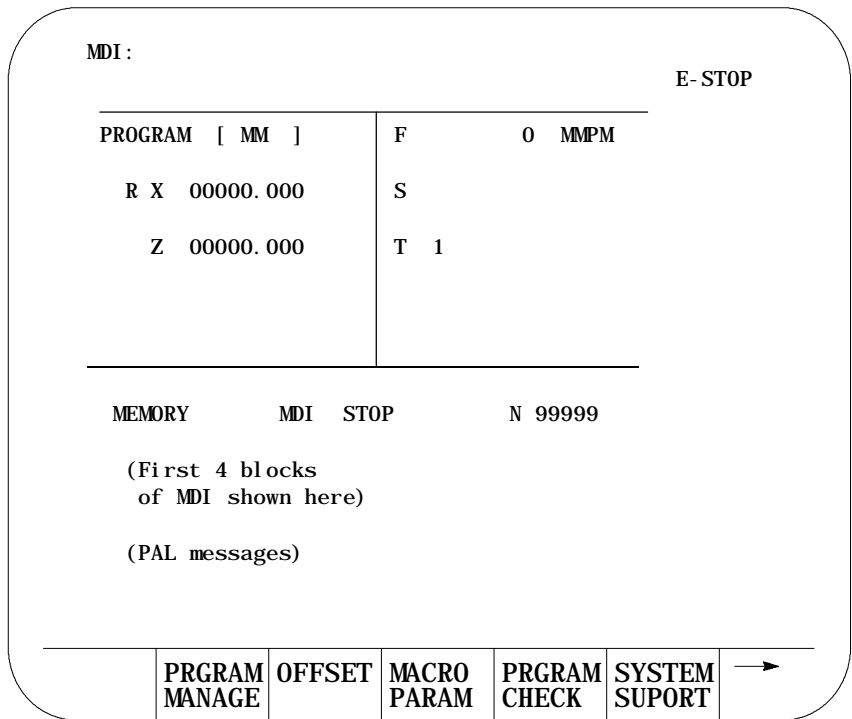 MDI:
E-STOP
PROGRAM [ MM ] F 0 MMPM
R X 00000.000 S
Z 00000.000 T 1
MEMORY MDI STOP N 99999
(First 4 blocks
of MDI shown here)
(PAL messages)
PRGRAM OFFSET MACRO PRGRAM SYSTEM
MANAGE PARAM CHECK SUPORT